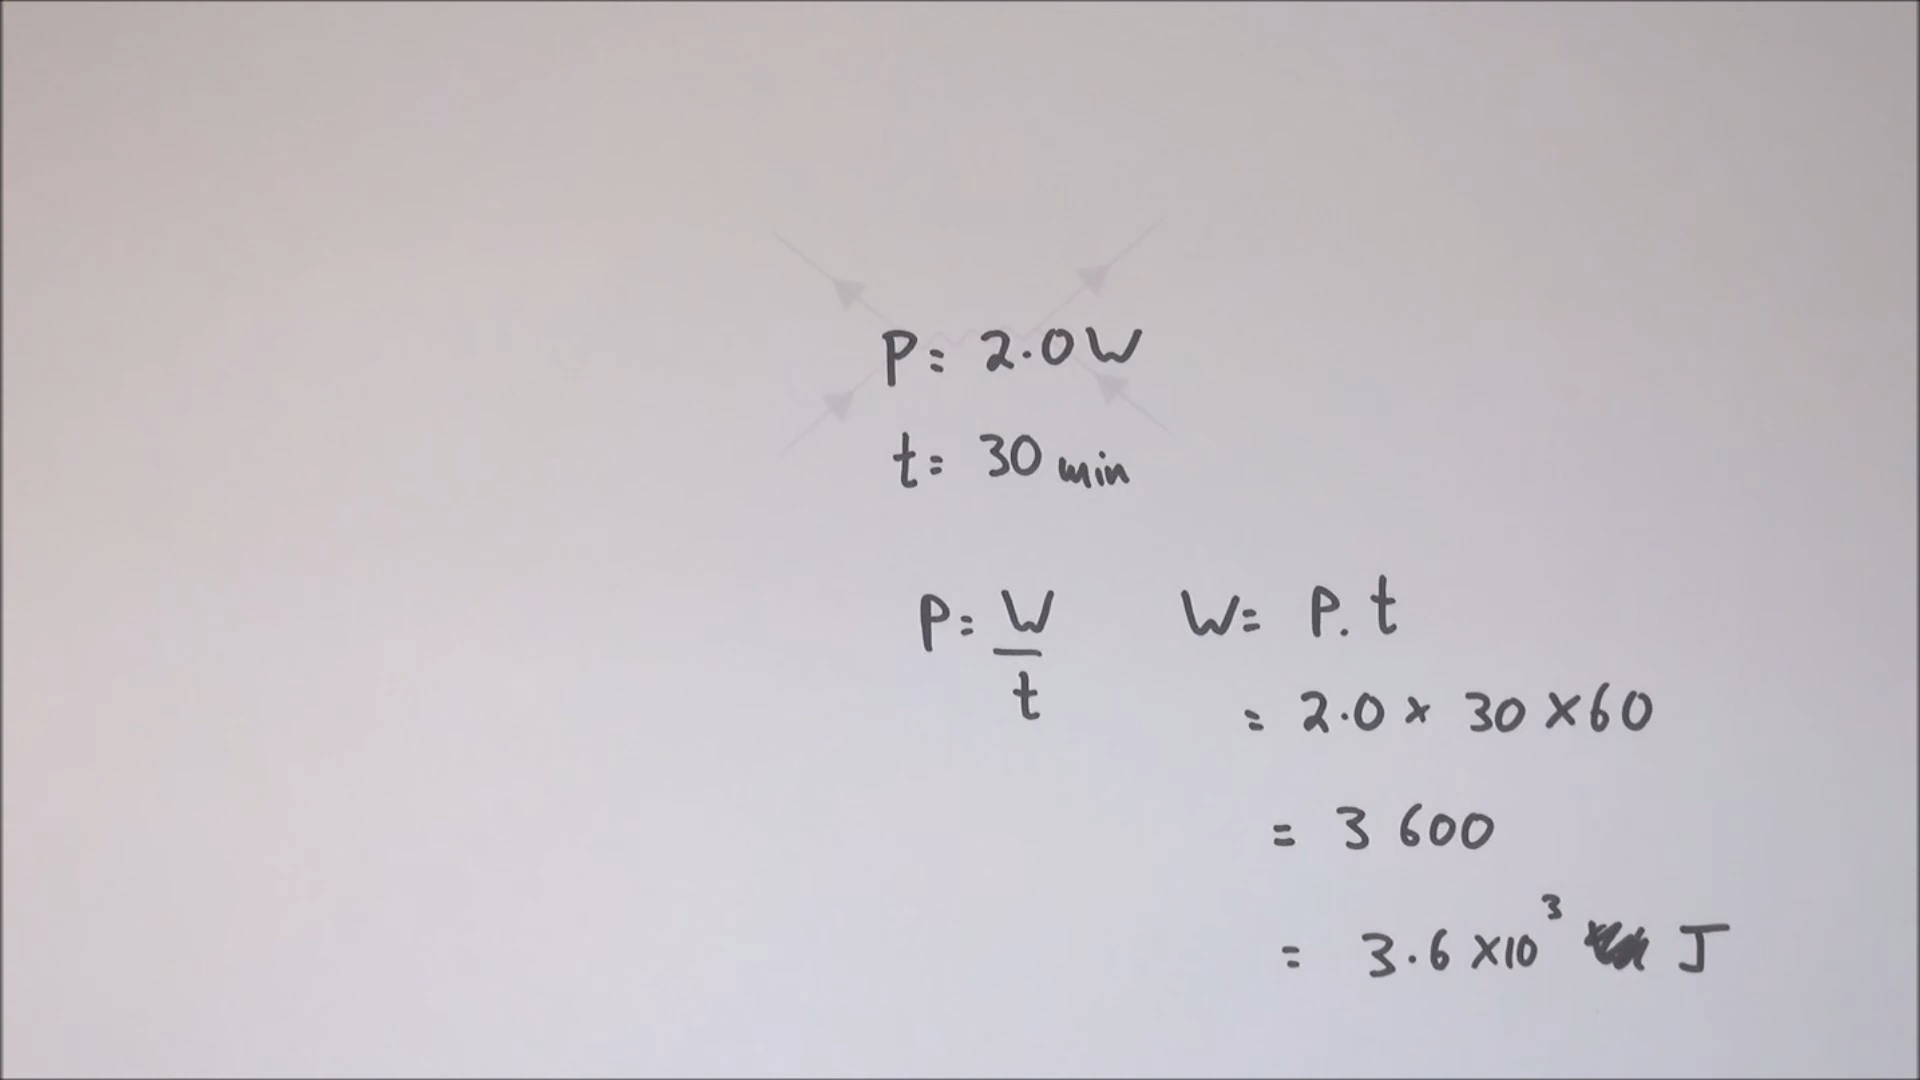 P= 2.0W
t= 30 min
P= W/t W= P.t
= 2.0 × 30 ×60
= 3 600
= 3.6 ×10³ J